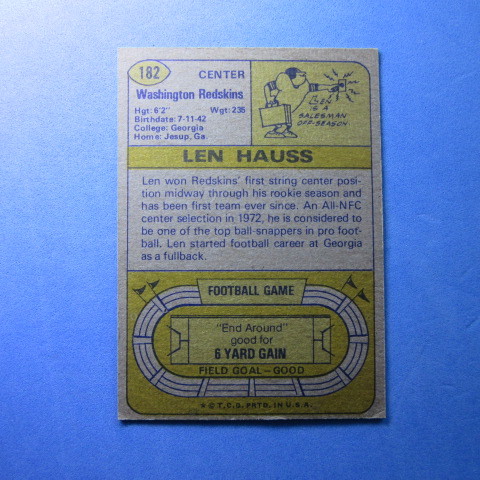 182
CENTER
Washington Redskins
Hgt: 6'2" Wgt: 235
Birthdate: 7-11-42
College: Georgia
Home: Jesup, Ga.
LEN IS A
SALESMAN
OFF-SEASON
LEN HAUSS
Len won Redskins' first string center posi-
tion midway through his rookie season and
has been first team ever since. An All-NFC
center selection in 1972, he is considered to
be one of the top ball-snappers in pro foot-
ball. Len started football career at Georgia
as a fullback.
FOOTBALL GAME
"End Around"
good for
6 YARD GAIN
FIELD GOAL—GOOD
* © T.C.G. PRTD. IN U.S.A.